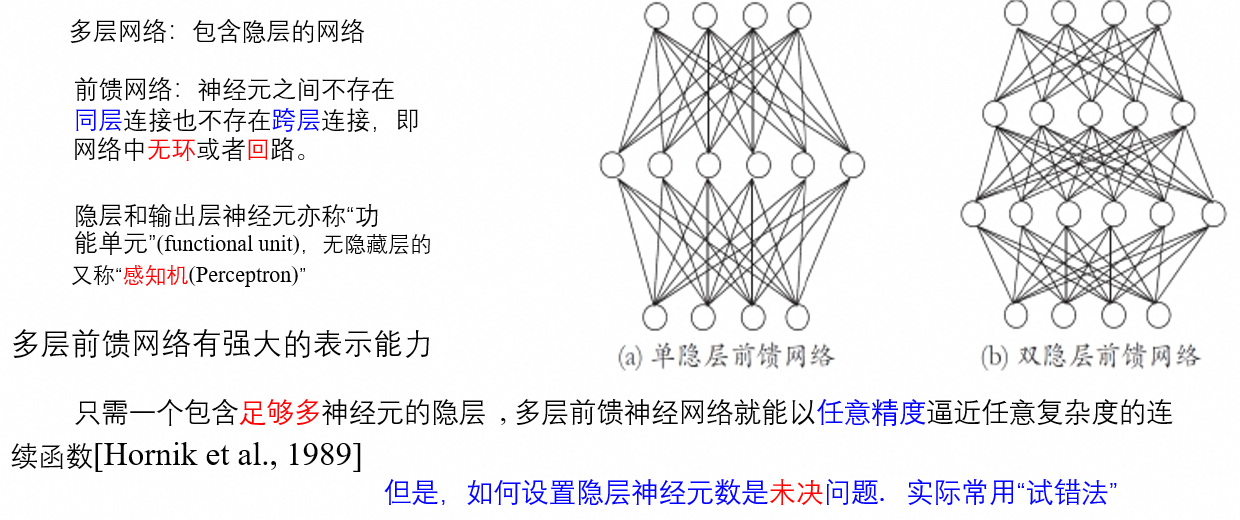 多层网络：包含隐层的网络
前馈网络：神经元之间不存在
同层连接也不存在跨层连接，即
网络中无环或者回路。
隐层和输出层神经元亦称“功
能单元”(functional unit)，无隐藏层的
又称“感知机(Perceptron)”
(a) 单隐层前馈网络
(b) 双隐层前馈网络
多层前馈网络有强大的表示能力
只需一个包含足够多神经元的隐层 , 多层前馈神经网络就能以任意精度逼近任意复杂度的连
续函数[Hornik et al., 1989]
但是，如何设置隐层神经元数是未决问题. 实际常用“试错法”